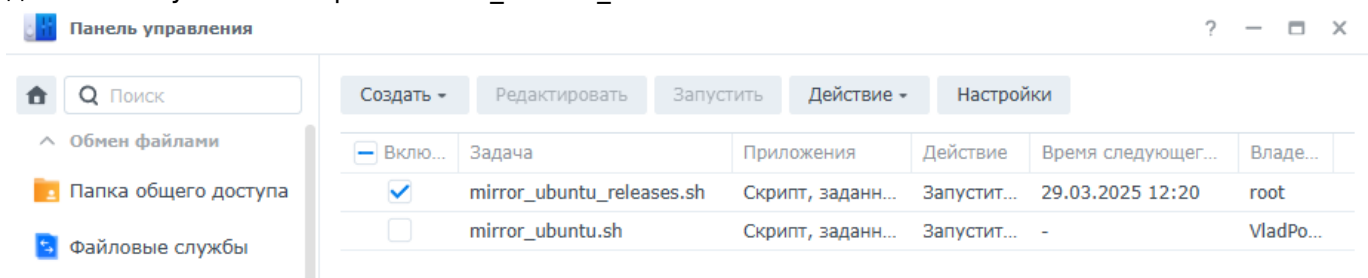 Панель управления
?
Поиск
Создать Редактировать Запустить Действие Настройки
Обмен файлами
Вклю... Задача Приложения Действие Время следующег... Владе...
Папка общего доступа
mirror_ubuntu_releases.sh Скрипт, заданн... Запустит... 29.03.2025 12:20 root
mirror_ubuntu.sh Скрипт, заданн... Запустит... - VladPo...
Файловые службы